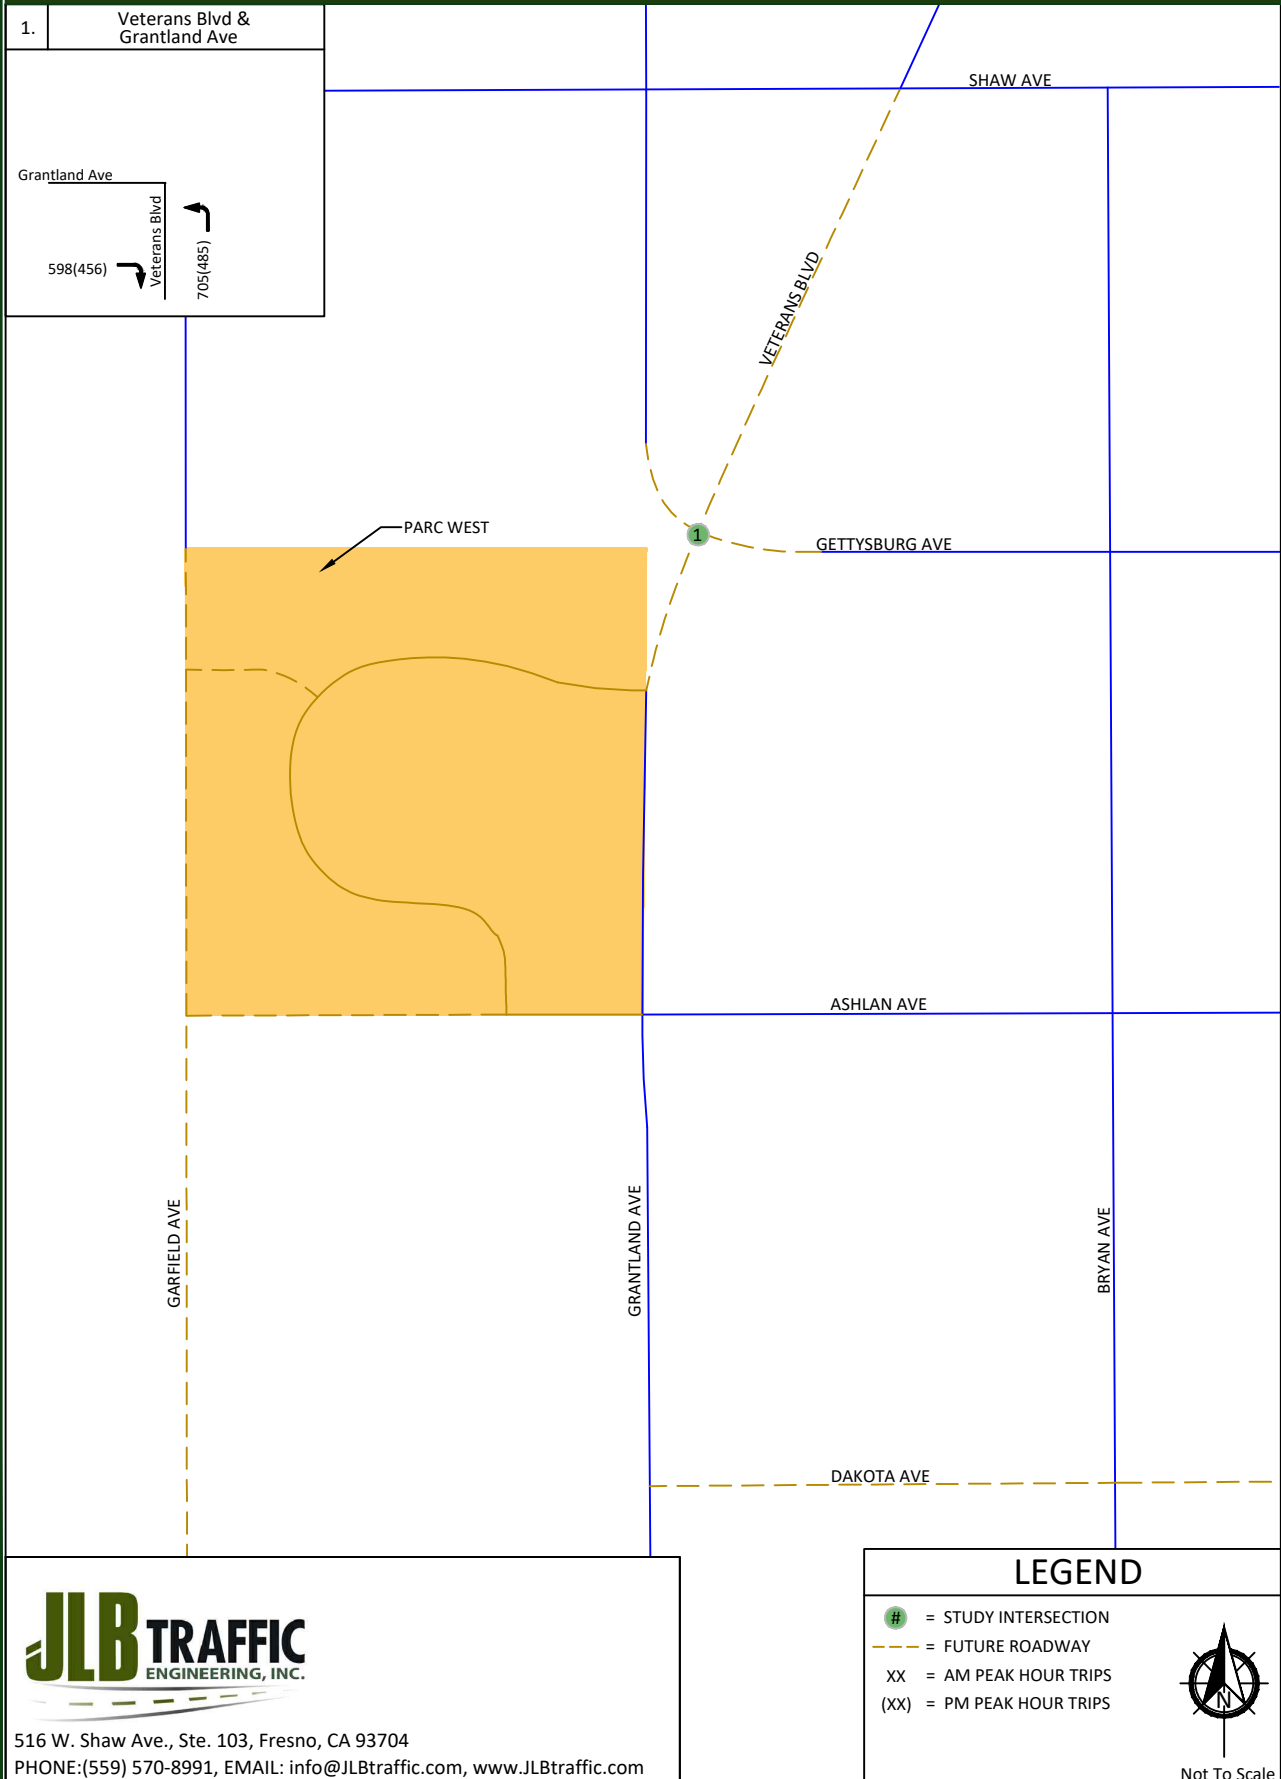 1.
Veterans Blvd &
Grantland Ave
Grantland Ave
Veterans Blvd
598(456)
705(485)
SHAW AVE
VETERANS BLVD
PARC WEST
1
GETTYSBURG AVE
ASHLAN AVE
GARFIELD AVE
GRANTLAND AVE
BRYAN AVE
DAKOTA AVE
JLB TRAFFIC
ENGINEERING, INC.
516 W. Shaw Ave., Ste. 103, Fresno, CA 93704
PHONE:(559) 570-8991, EMAIL: info@JLBtraffic.com, www.JLBtraffic.com
LEGEND
# = STUDY INTERSECTION
= FUTURE ROADWAY
XX = AM PEAK HOUR TRIPS
(XX) = PM PEAK HOUR TRIPS
N
Not To Scale